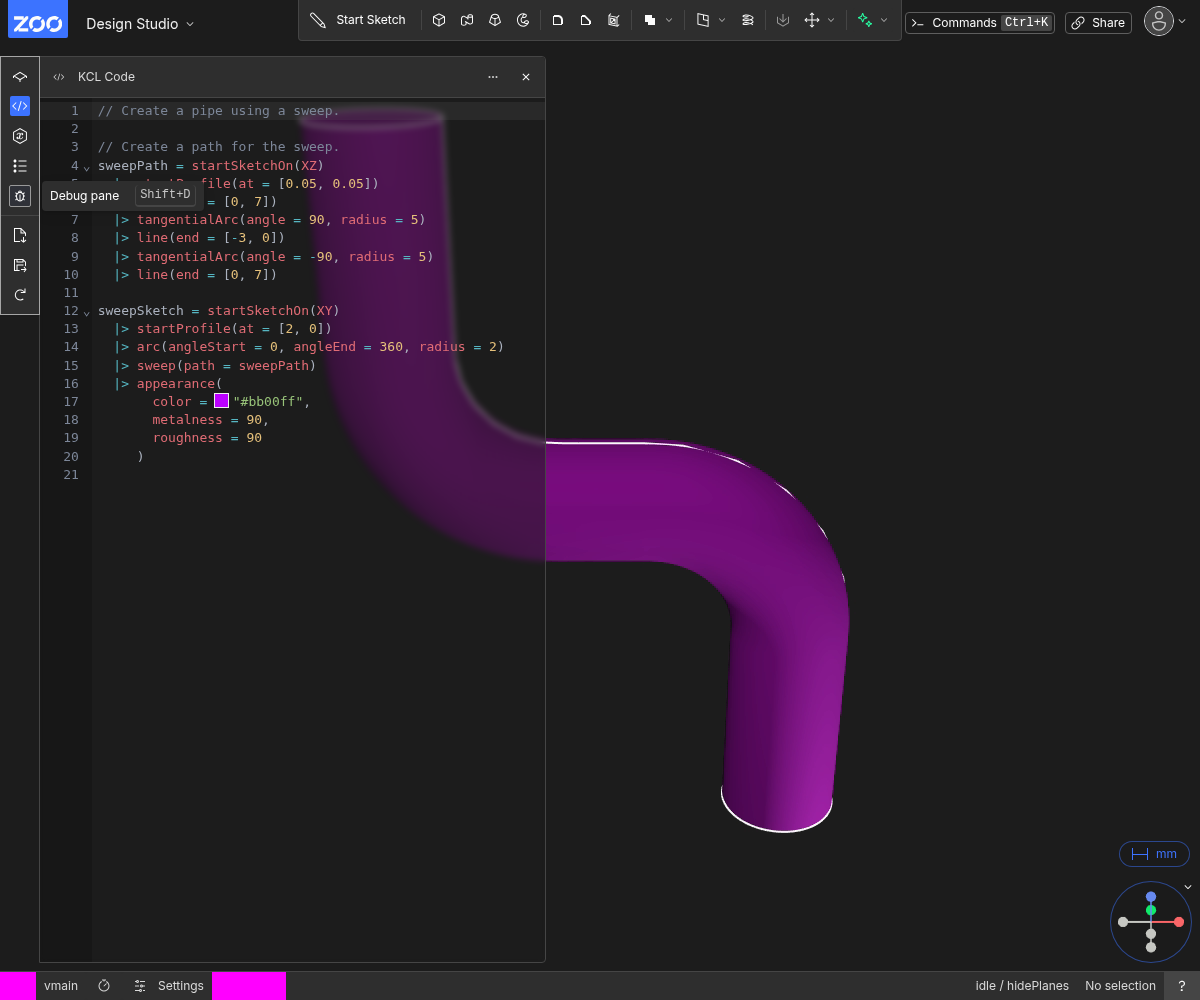 ZOO
Design Studio
Start Sketch
Commands Ctrl+K
Share
KCL Code
1 // Create a pipe using a sweep.
2
3 // Create a path for the sweep.
4 sweepPath = startSketchOn(XZ)
file(at = [0.05, 0.05])
Debug pane Shift+D
= [0, 7])
7 |> tangentialArc(angle = 90, radius = 5)
8 |> line(end = [-3, 0])
9 |> tangentialArc(angle = -90, radius = 5)
10 |> line(end = [0, 7])
11
12 sweepSketch = startSketchOn(XY)
13 |> startProfile(at = [2, 0])
14 |> arc(angleStart = 0, angleEnd = 360, radius = 2)
15 |> sweep(path = sweepPath)
16 |> appearance(
17 color = "#bb00ff",
18 metalness = 90,
19 roughness = 90
20 )
21
mm
vmain
Settings
idle / hidePlanes
No selection
?